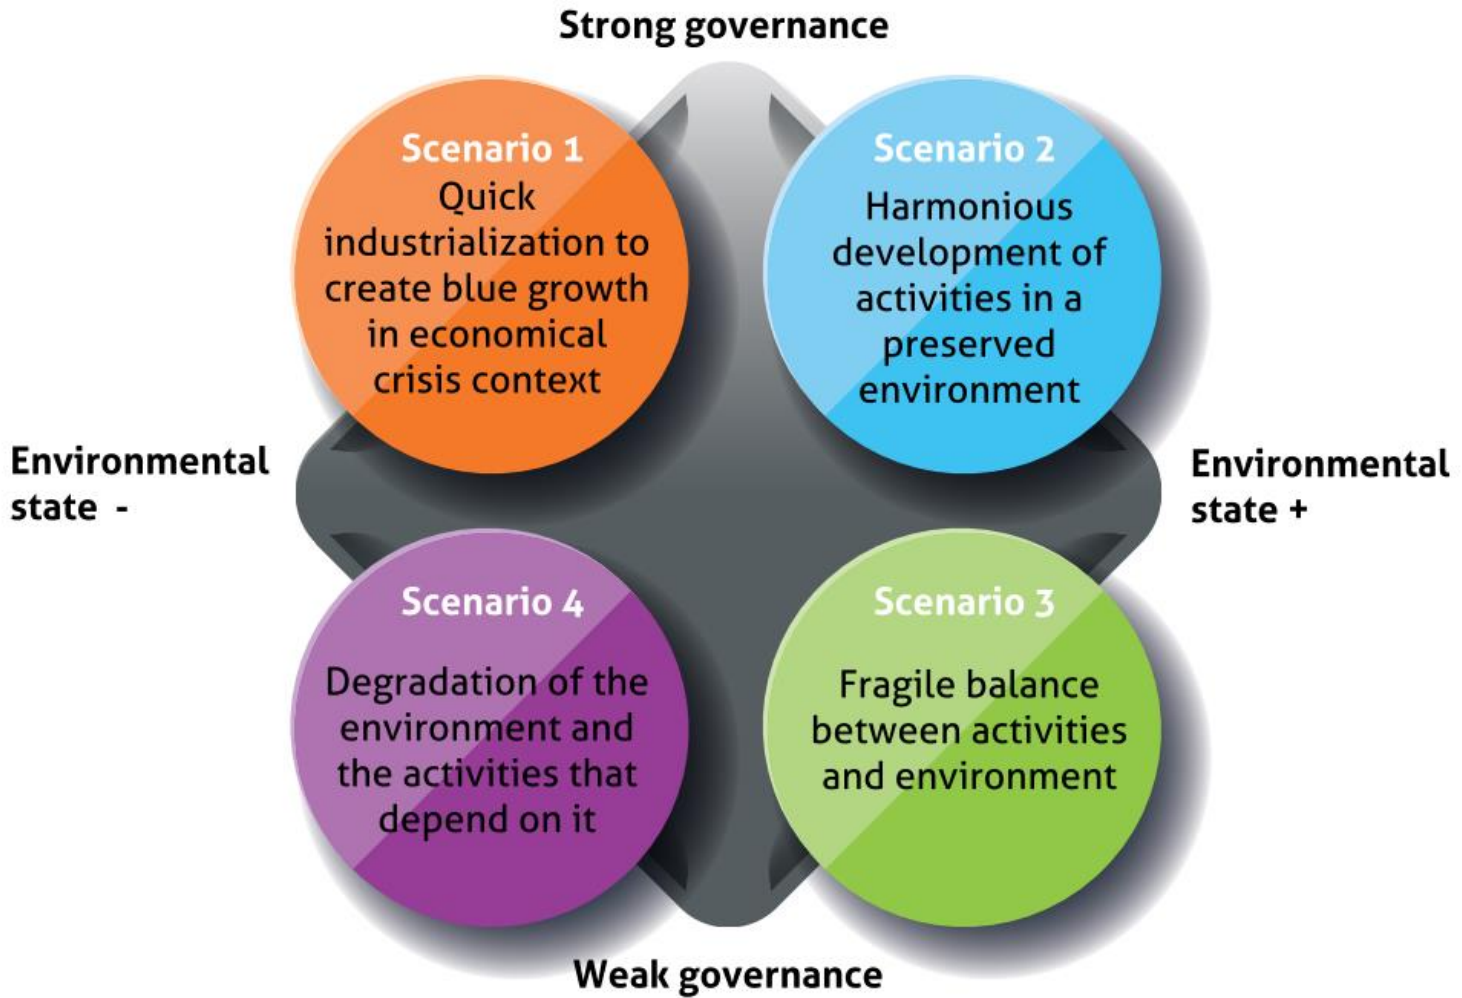 Strong governance
Scenario 1
Quick
industrialization to
create blue growth
in economical
crisis context
Scenario 2
Harmonious
development of
activities in a
preserved
environment
Environmental
state -
Environmental
state +
Scenario 4
Degradation of the
environment and
the activities that
depend on it
Scenario 3
Fragile balance
between activities
and environment
Weak governance